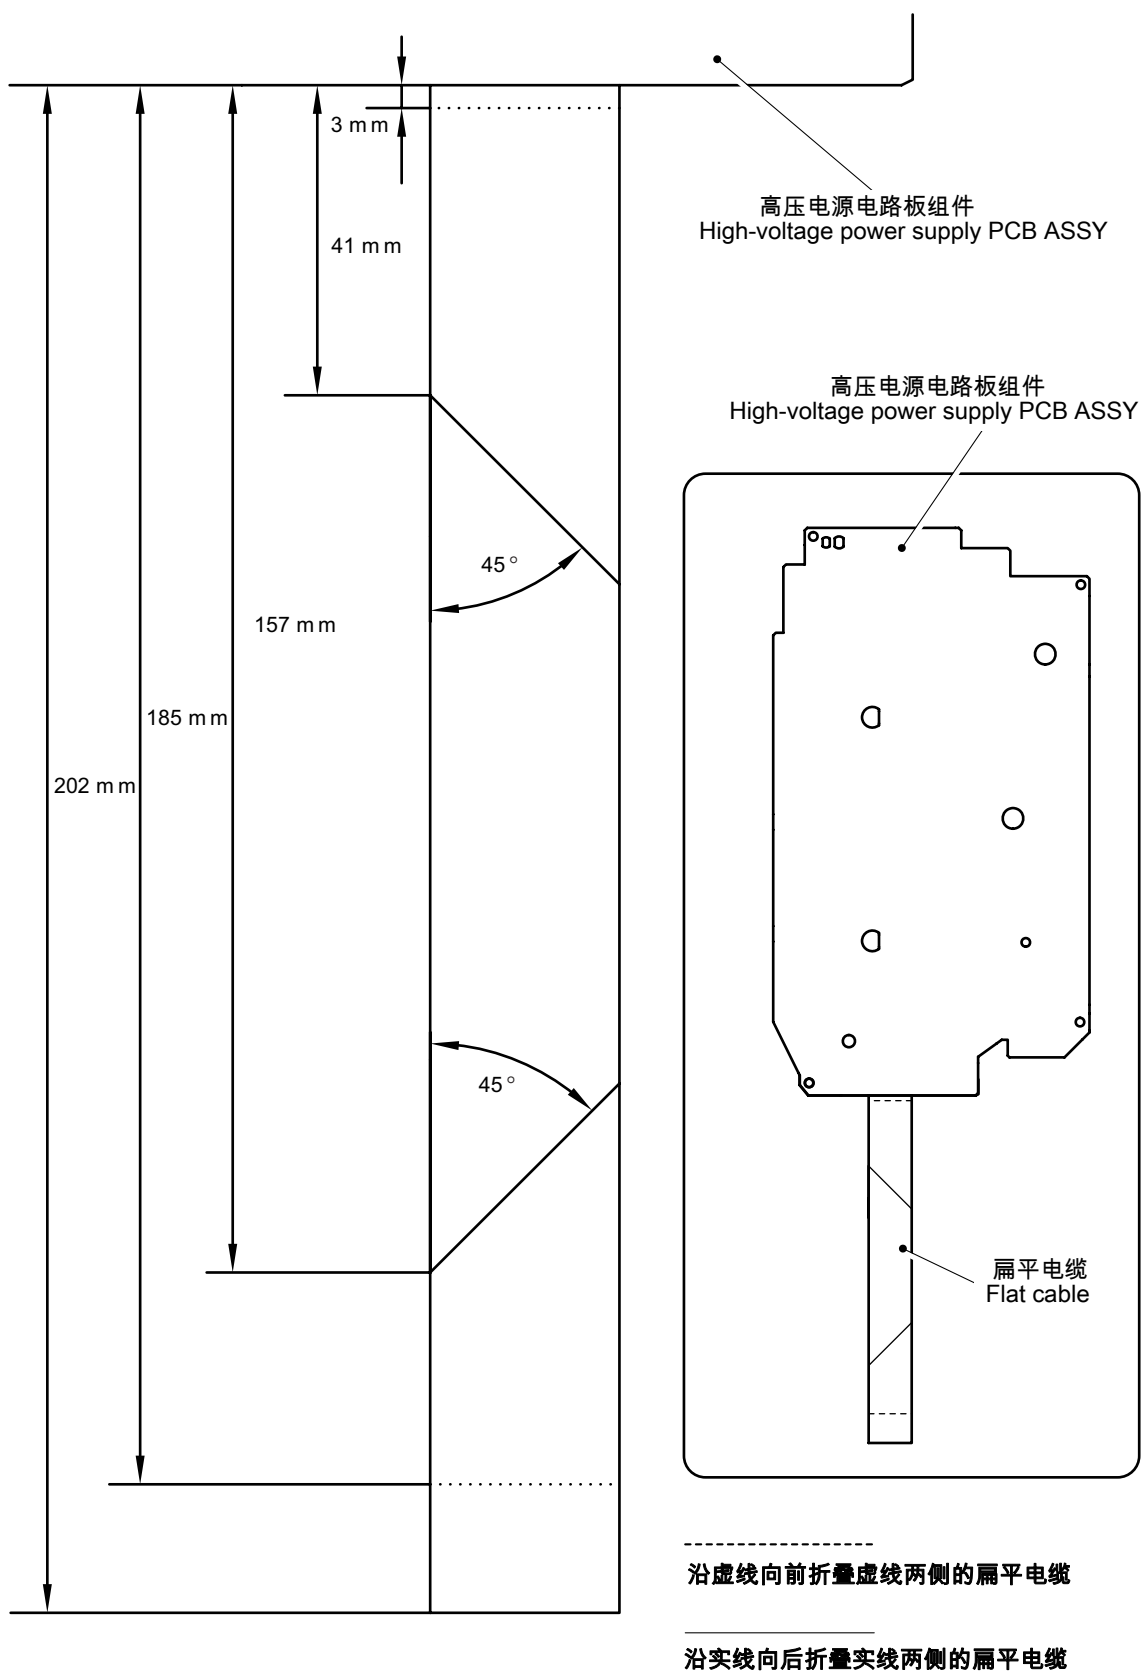 3 mm
高压电源电路板组件
High-voltage power supply PCB ASSY
41 mm
高压电源电路板组件
High-voltage power supply PCB ASSY
45°
157 mm
185 mm
202 mm
45°
扁平电缆
Flat cable
沿虚线向前折叠虚线两侧的扁平电缆
沿实线向后折叠实线两侧的扁平电缆